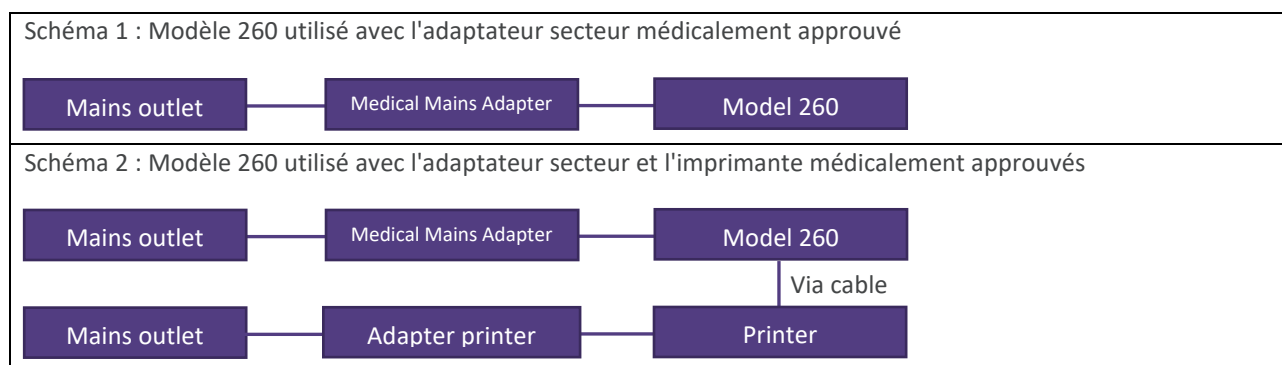 Schéma 1 : Modèle 260 utilisé avec l'adaptateur secteur médicalement approuvé
Mains outlet
Medical Mains Adapter
Model 260
Schéma 2 : Modèle 260 utilisé avec l'adaptateur secteur et l'imprimante médicalement approuvés
Mains outlet
Medical Mains Adapter
Model 260
Via cable
Mains outlet
Adapter printer
Printer